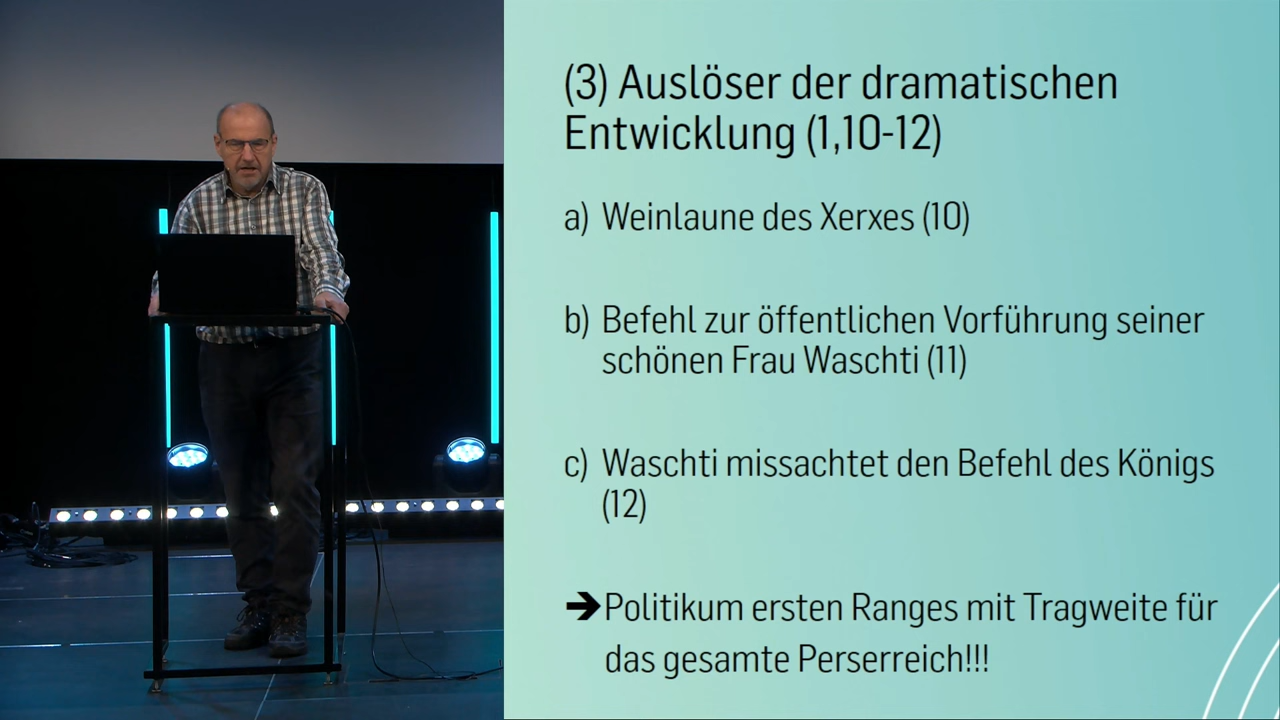 (3) Auslöser der dramatischen
Entwicklung (1,10-12)
a) Weinlaune des Xerxes (10)
b) Befehl zur öffentlichen Vorführung seiner
schönen Frau Waschti (11)
c) Waschti missachtet den Befehl des Königs
(12)
➔Politikum ersten Ranges mit Tragweite für
das gesamte Perserreich!!!